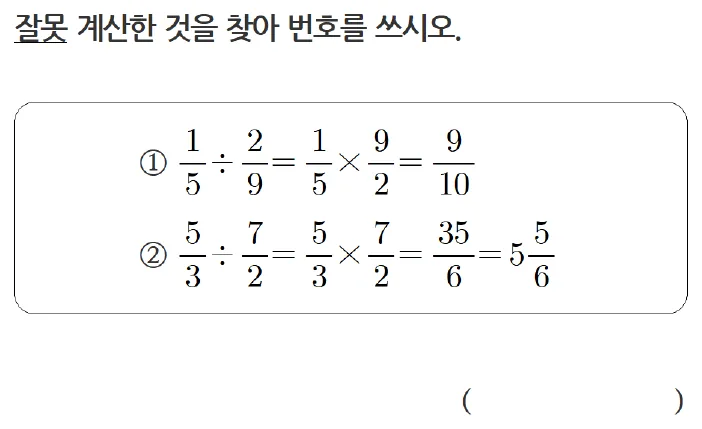 잘못 계산한 것을 찾아 번호를 쓰시오.
① 1/5 ÷ 2/9 = 1/5 × 9/2 = 9/10
② 5/3 ÷ 7/2 = 5/3 × 7/2 = 35/6 = 5 5/6
( )